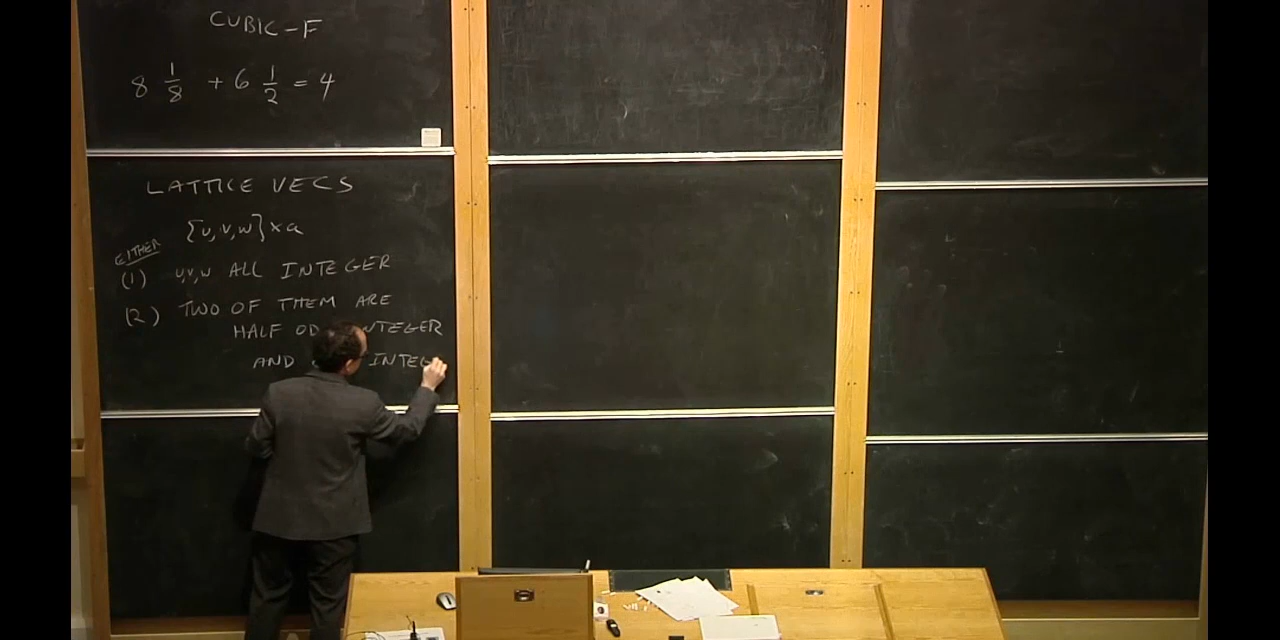 CUBIC-F
8 1/8 + 6 1/2 = 4
LATTICE VECS
[u, v, w] x a
EITHER
(1) u,v,w ALL INTEGER
(2) TWO OF THEM ARE
HALF OD INTEGER
AND INTEG